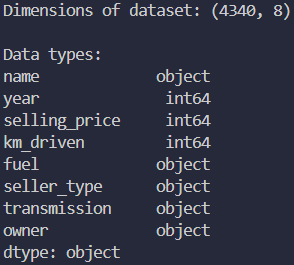 Dimensions of dataset: (4340, 8)
Data types:
name object
year int64
selling_price int64
km_driven int64
fuel object
seller_type object
transmission object
owner object
dtype: object